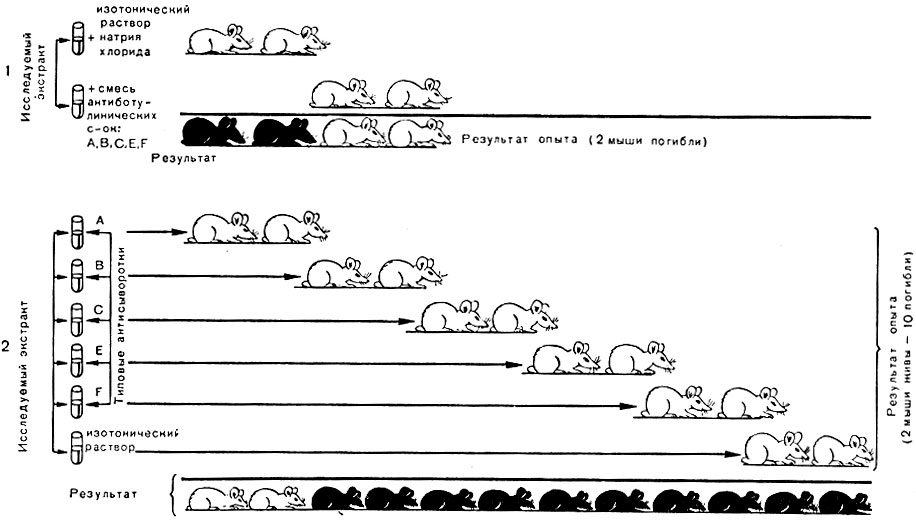 изотонический
раствор
+ натрия
хлорида
1
Исследуемый
экстракт
+ смесь
антиботу-
линических
с-ок:
A,B,C,E,F
Результат опыта (2 мыши погибли)
Результат
2
Исследуемый экстракт
A
B
C
E
F
Типовые антисыворотки
изотонический
раствор
Результат опыта
(2 мыши живы — 10 погибли)
Результат